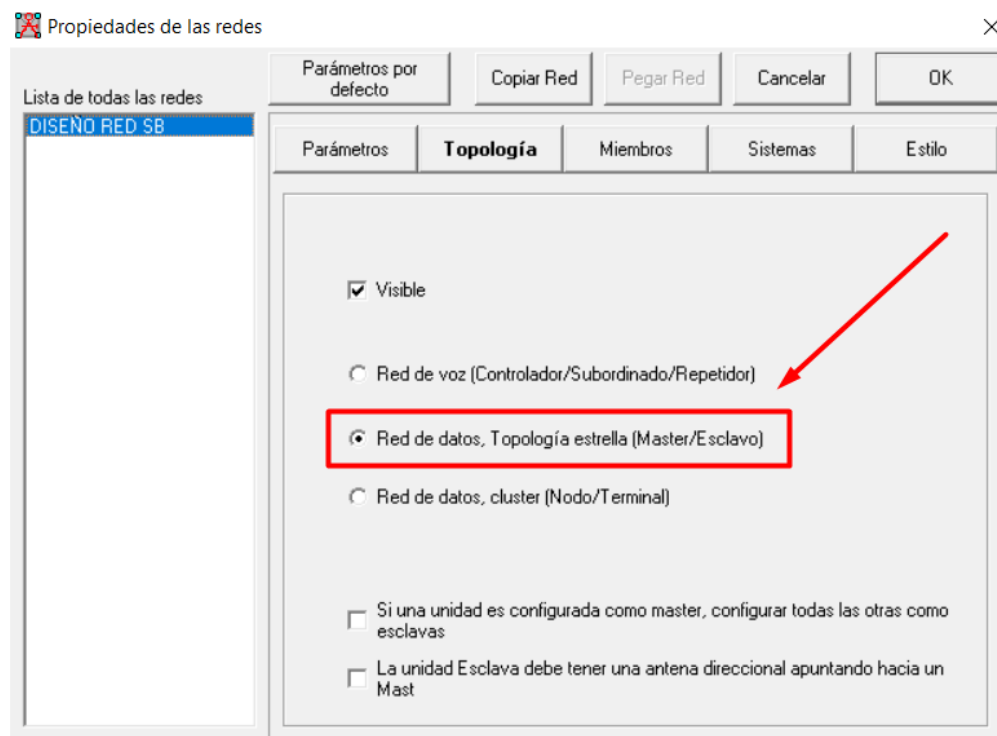 Propiedades de las redes
Lista de todas las redes
DISEÑO RED SB
Parámetros por
defecto
Copiar Red
Pegar Red
Cancelar
OK
Parámetros
Topología
Miembros
Sistemas
Estilo
Visible
Red de voz (Controlador/Subordinado/Repetidor)
Red de datos, Topología estrella (Master/Esclavo)
Red de datos, cluster (Nodo/Terminal)
Si una unidad es configurada como master, configurar todas las otras como
esclavas
La unidad Esclava debe tener una antena direccional apuntando hacia un
Mast